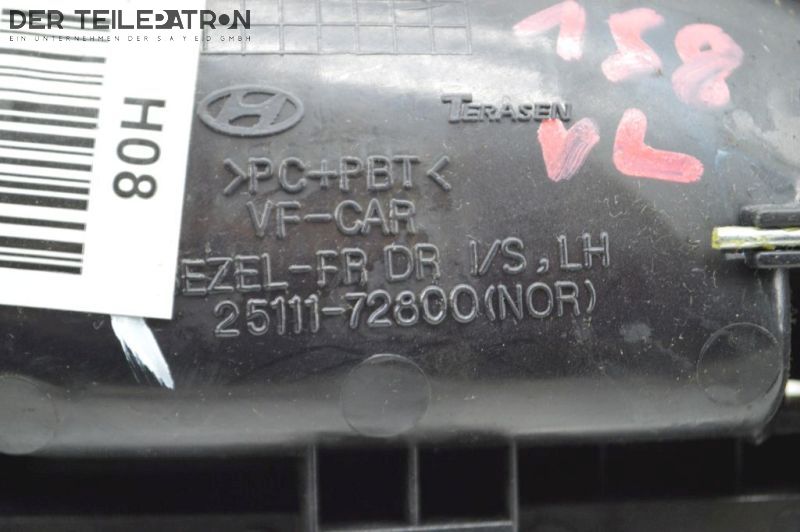 DER TEILEPATRON
EIN UNTERNEHMEN DER S A Y E D GMBH
H08
TERASEN
158
VL
>PC+PBT<
VF-CAR
EZEL-FR DR I/S, LH
25111-72800(NOR)